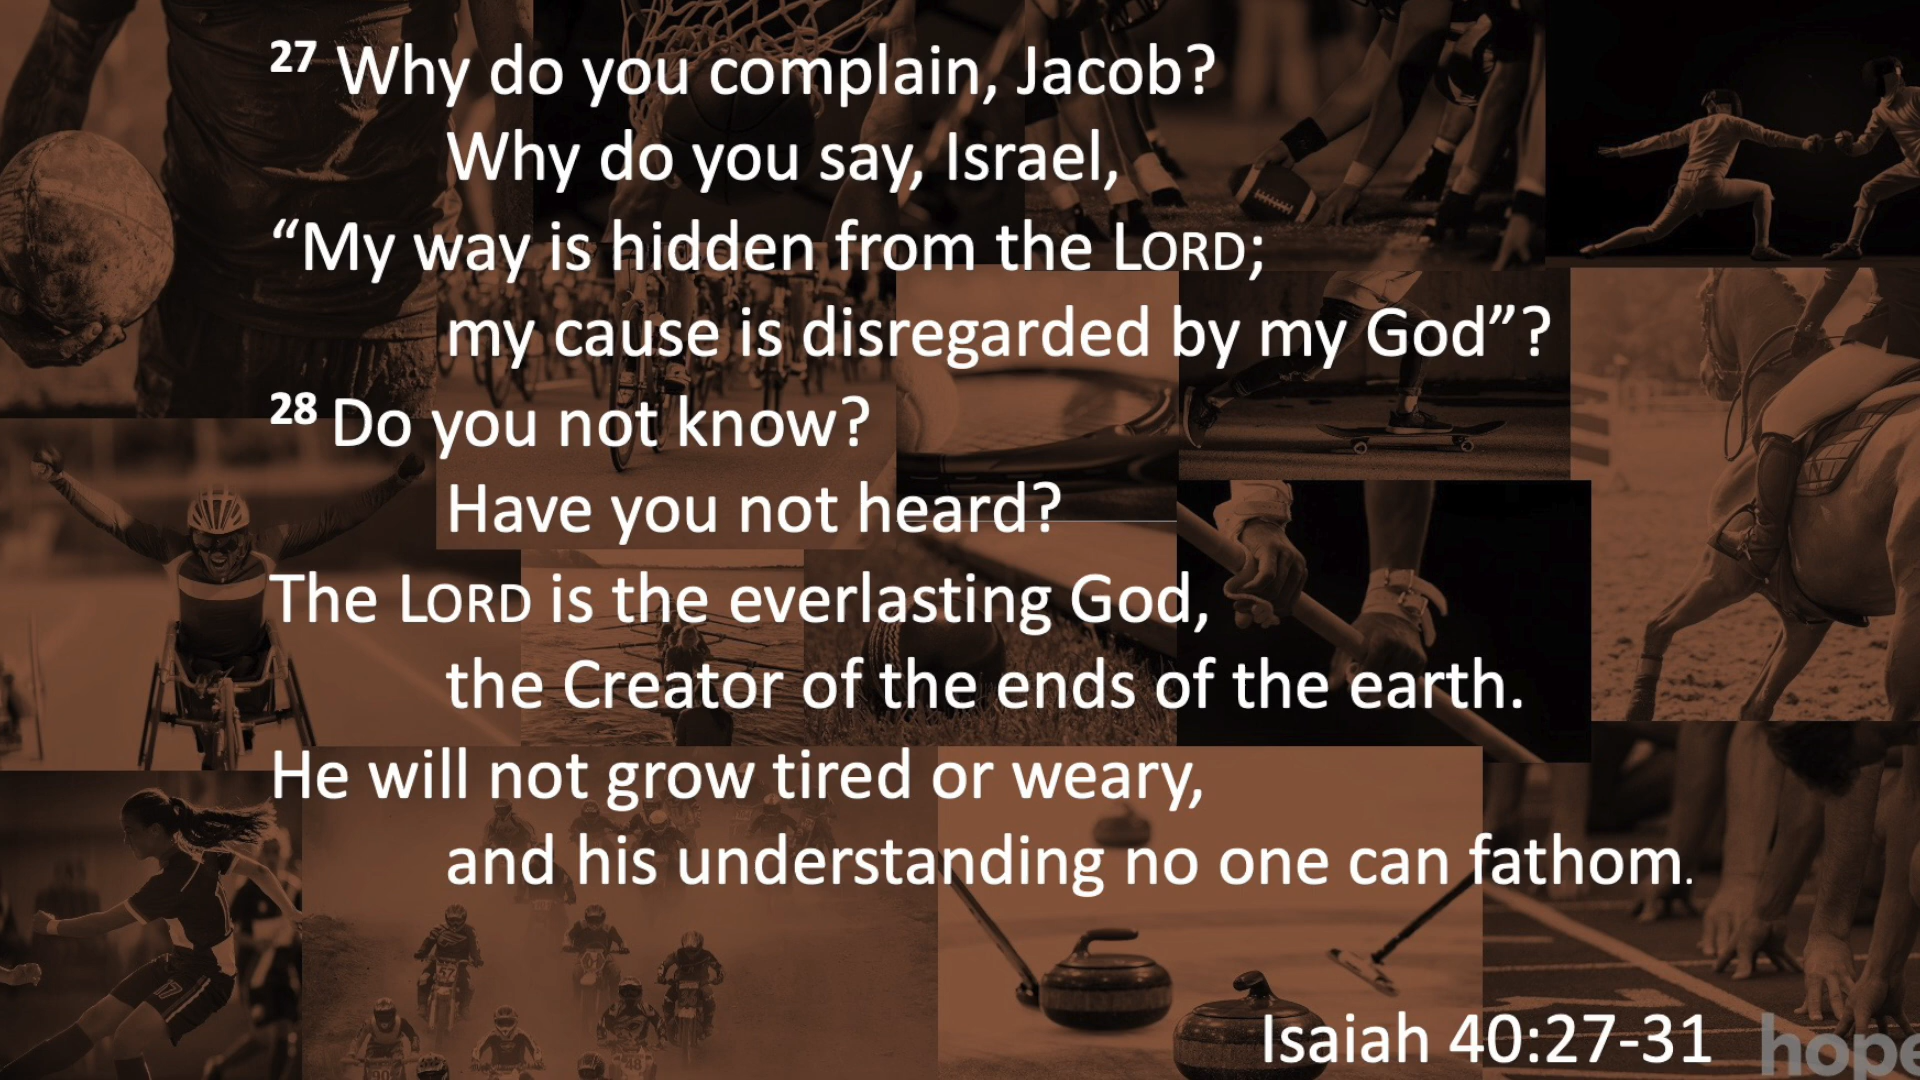 27 Why do you complain, Jacob?
Why do you say, Israel,
“My way is hidden from the LORD;
my cause is disregarded by my God”?
28 Do you not know?
Have you not heard?
The LORD is the everlasting God,
the Creator of the ends of the earth.
He will not grow tired or weary,
and his understanding no one can fathom.
Isaiah 40:27-31
hope